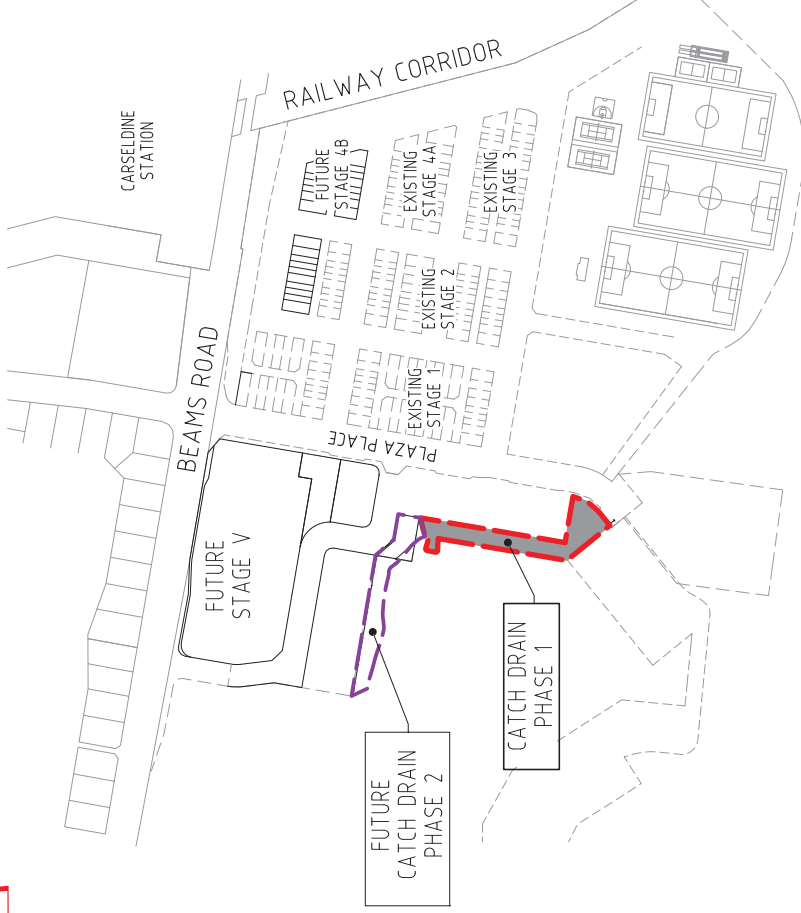 CARSELDINE
STATION
RAILWAY CORRIDOR
BEAMS ROAD
FUTURE
STAGE 4B
EXISTING
STAGE 4A
EXISTING
STAGE 3
EXISTING
STAGE 2
EXISTING
STAGE 1
PLAZA PLACE
FUTURE
STAGE V
FUTURE
CATCH DRAIN
PHASE 2
CATCH DRAIN
PHASE 1